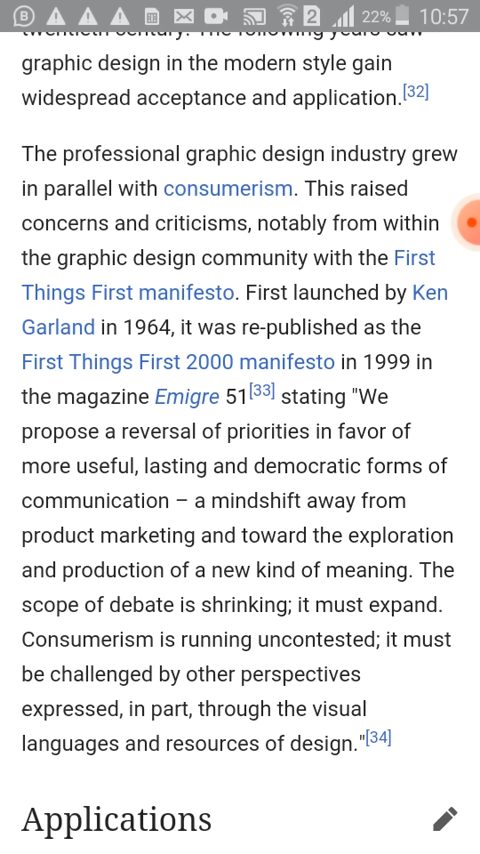 22% 10:57
twentieth century. The following years saw
graphic design in the modern style gain
widespread acceptance and application.[32]
The professional graphic design industry grew
in parallel with consumerism. This raised
concerns and criticisms, notably from within
the graphic design community with the First
Things First manifesto. First launched by Ken
Garland in 1964, it was re-published as the
First Things First 2000 manifesto in 1999 in
the magazine Emigre 51[33] stating "We
propose a reversal of priorities in favor of
more useful, lasting and democratic forms of
communication – a mindshift away from
product marketing and toward the exploration
and production of a new kind of meaning. The
scope of debate is shrinking; it must expand.
Consumerism is running uncontested; it must
be challenged by other perspectives
expressed, in part, through the visual
languages and resources of design."[34]
Applications